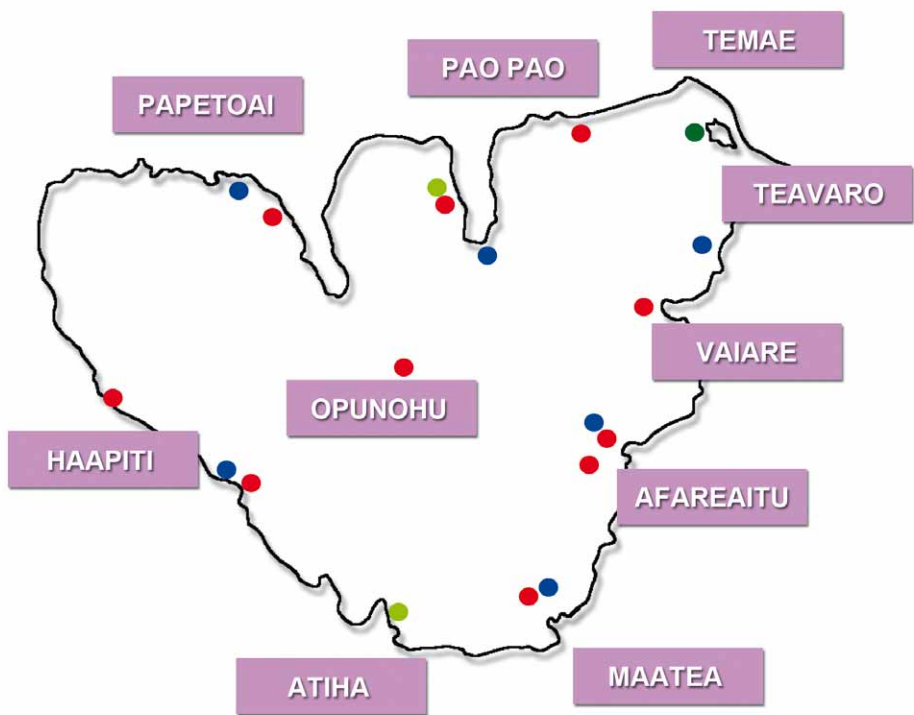 TEMAE
PAO PAO
PAPETOAI
TEAVARO
VAIARE
OPUNOHU
HAAPITI
AFAREAITU
MAATEA
ATIHA